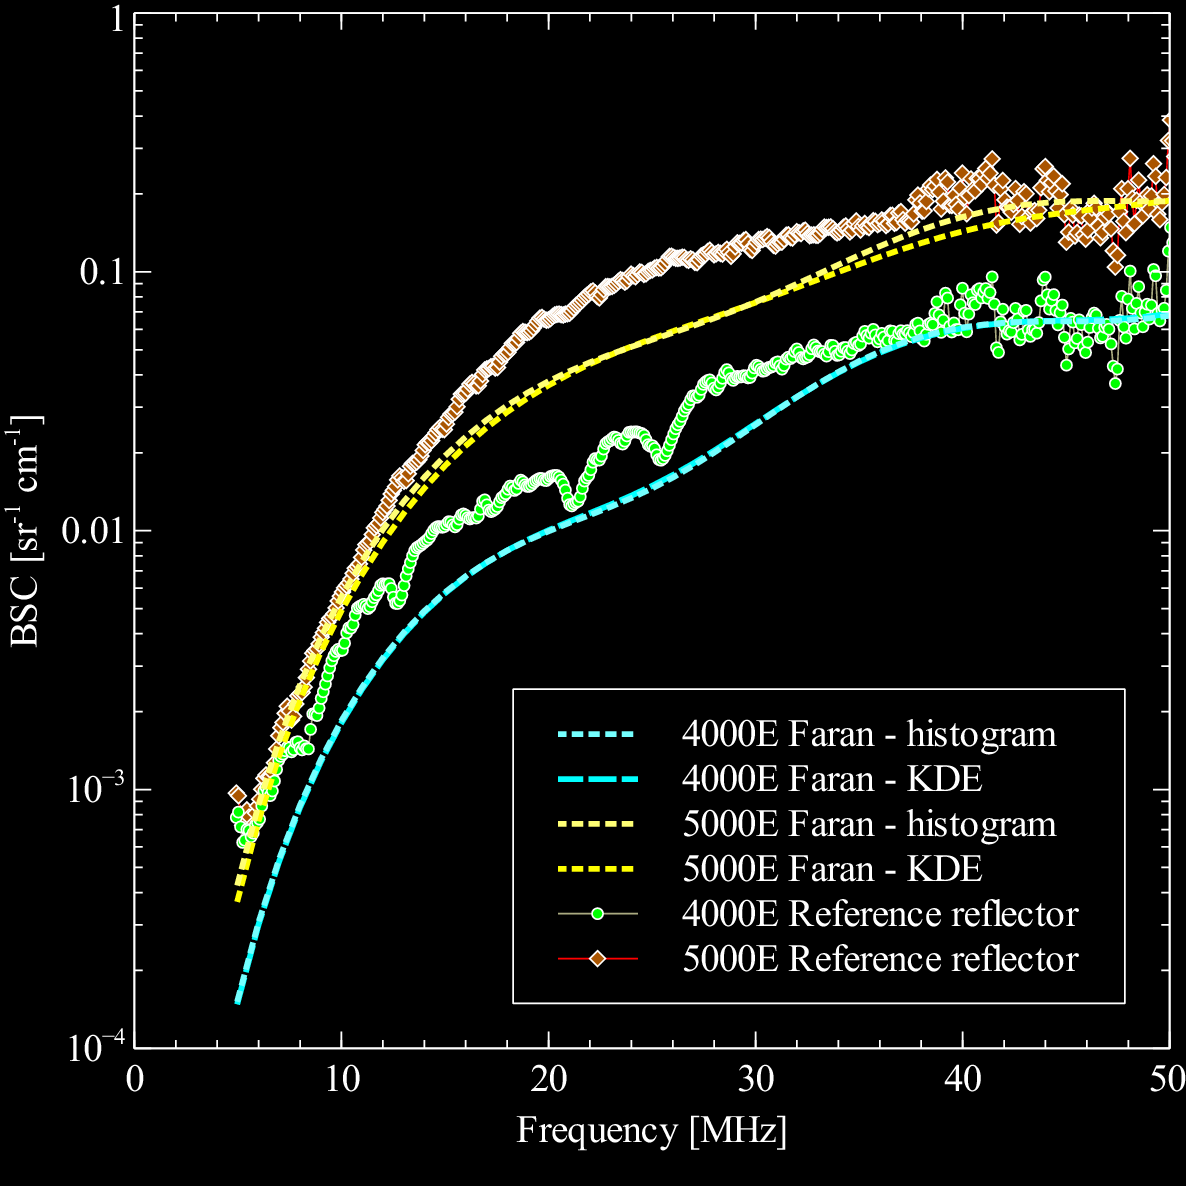 1
0.1
0.01
10⁻³
10⁻⁴
BSC [sr⁻¹ cm⁻¹]
4000E Faran - histogram
4000E Faran - KDE
5000E Faran - histogram
5000E Faran - KDE
4000E Reference reflector
5000E Reference reflector
0 10 20 30 40 50
Frequency [MHz]